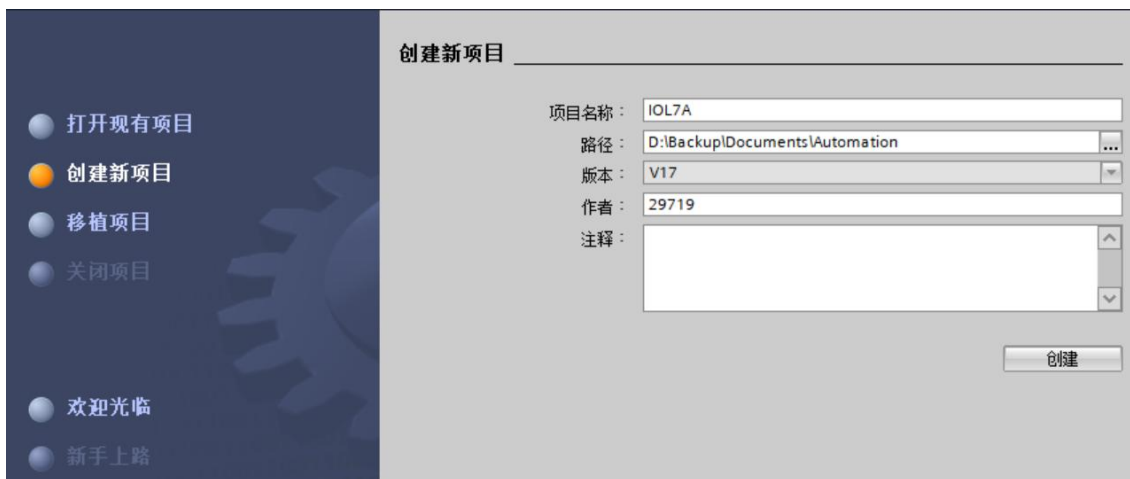 打开现有项目
创建新项目
移植项目
关闭项目
欢迎光临
新手上路
创建新项目
项目名称： IOL7A
路径： D:\Backup\Documents\Automation ...
版本： V17
作者： 29719
注释：
创建